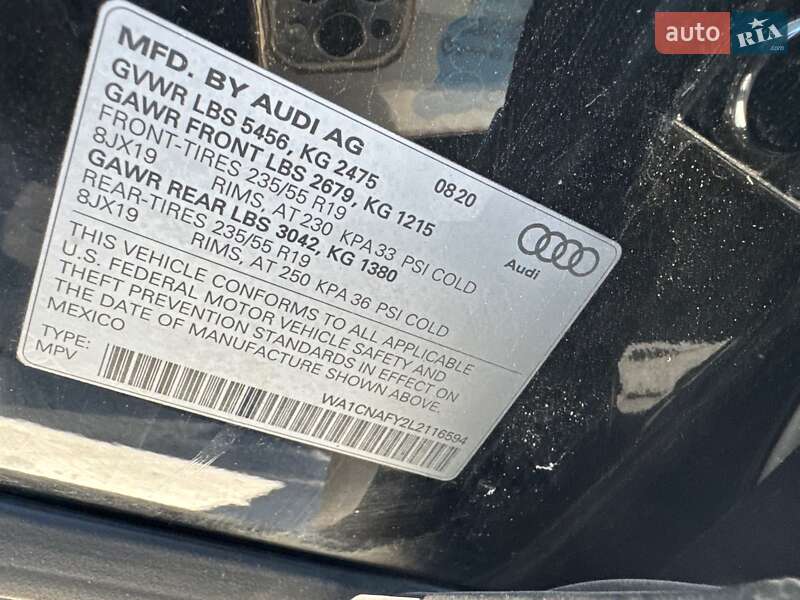 auto RIA
.com
MFD. BY AUDI AG
0820
GVWR LBS 5456, KG 2475
GAWR FRONT LBS 2679, KG 1215
FRONT-TIRES 235/55 R19
8JX19 RIMS, AT 230 KPA 33 PSI COLD
GAWR REAR LBS 3042, KG 1380
REAR-TIRES 235/55 R19
8JX19 RIMS, AT 250 KPA 36 PSI COLD
Audi
THIS VEHICLE CONFORMS TO ALL APPLICABLE
U.S. FEDERAL MOTOR VEHICLE SAFETY AND
THEFT PREVENTION STANDARDS IN EFFECT ON
THE DATE OF MANUFACTURE SHOWN ABOVE.
MEXICO
WA1CNAFY2L2116594
TYPE:
MPV